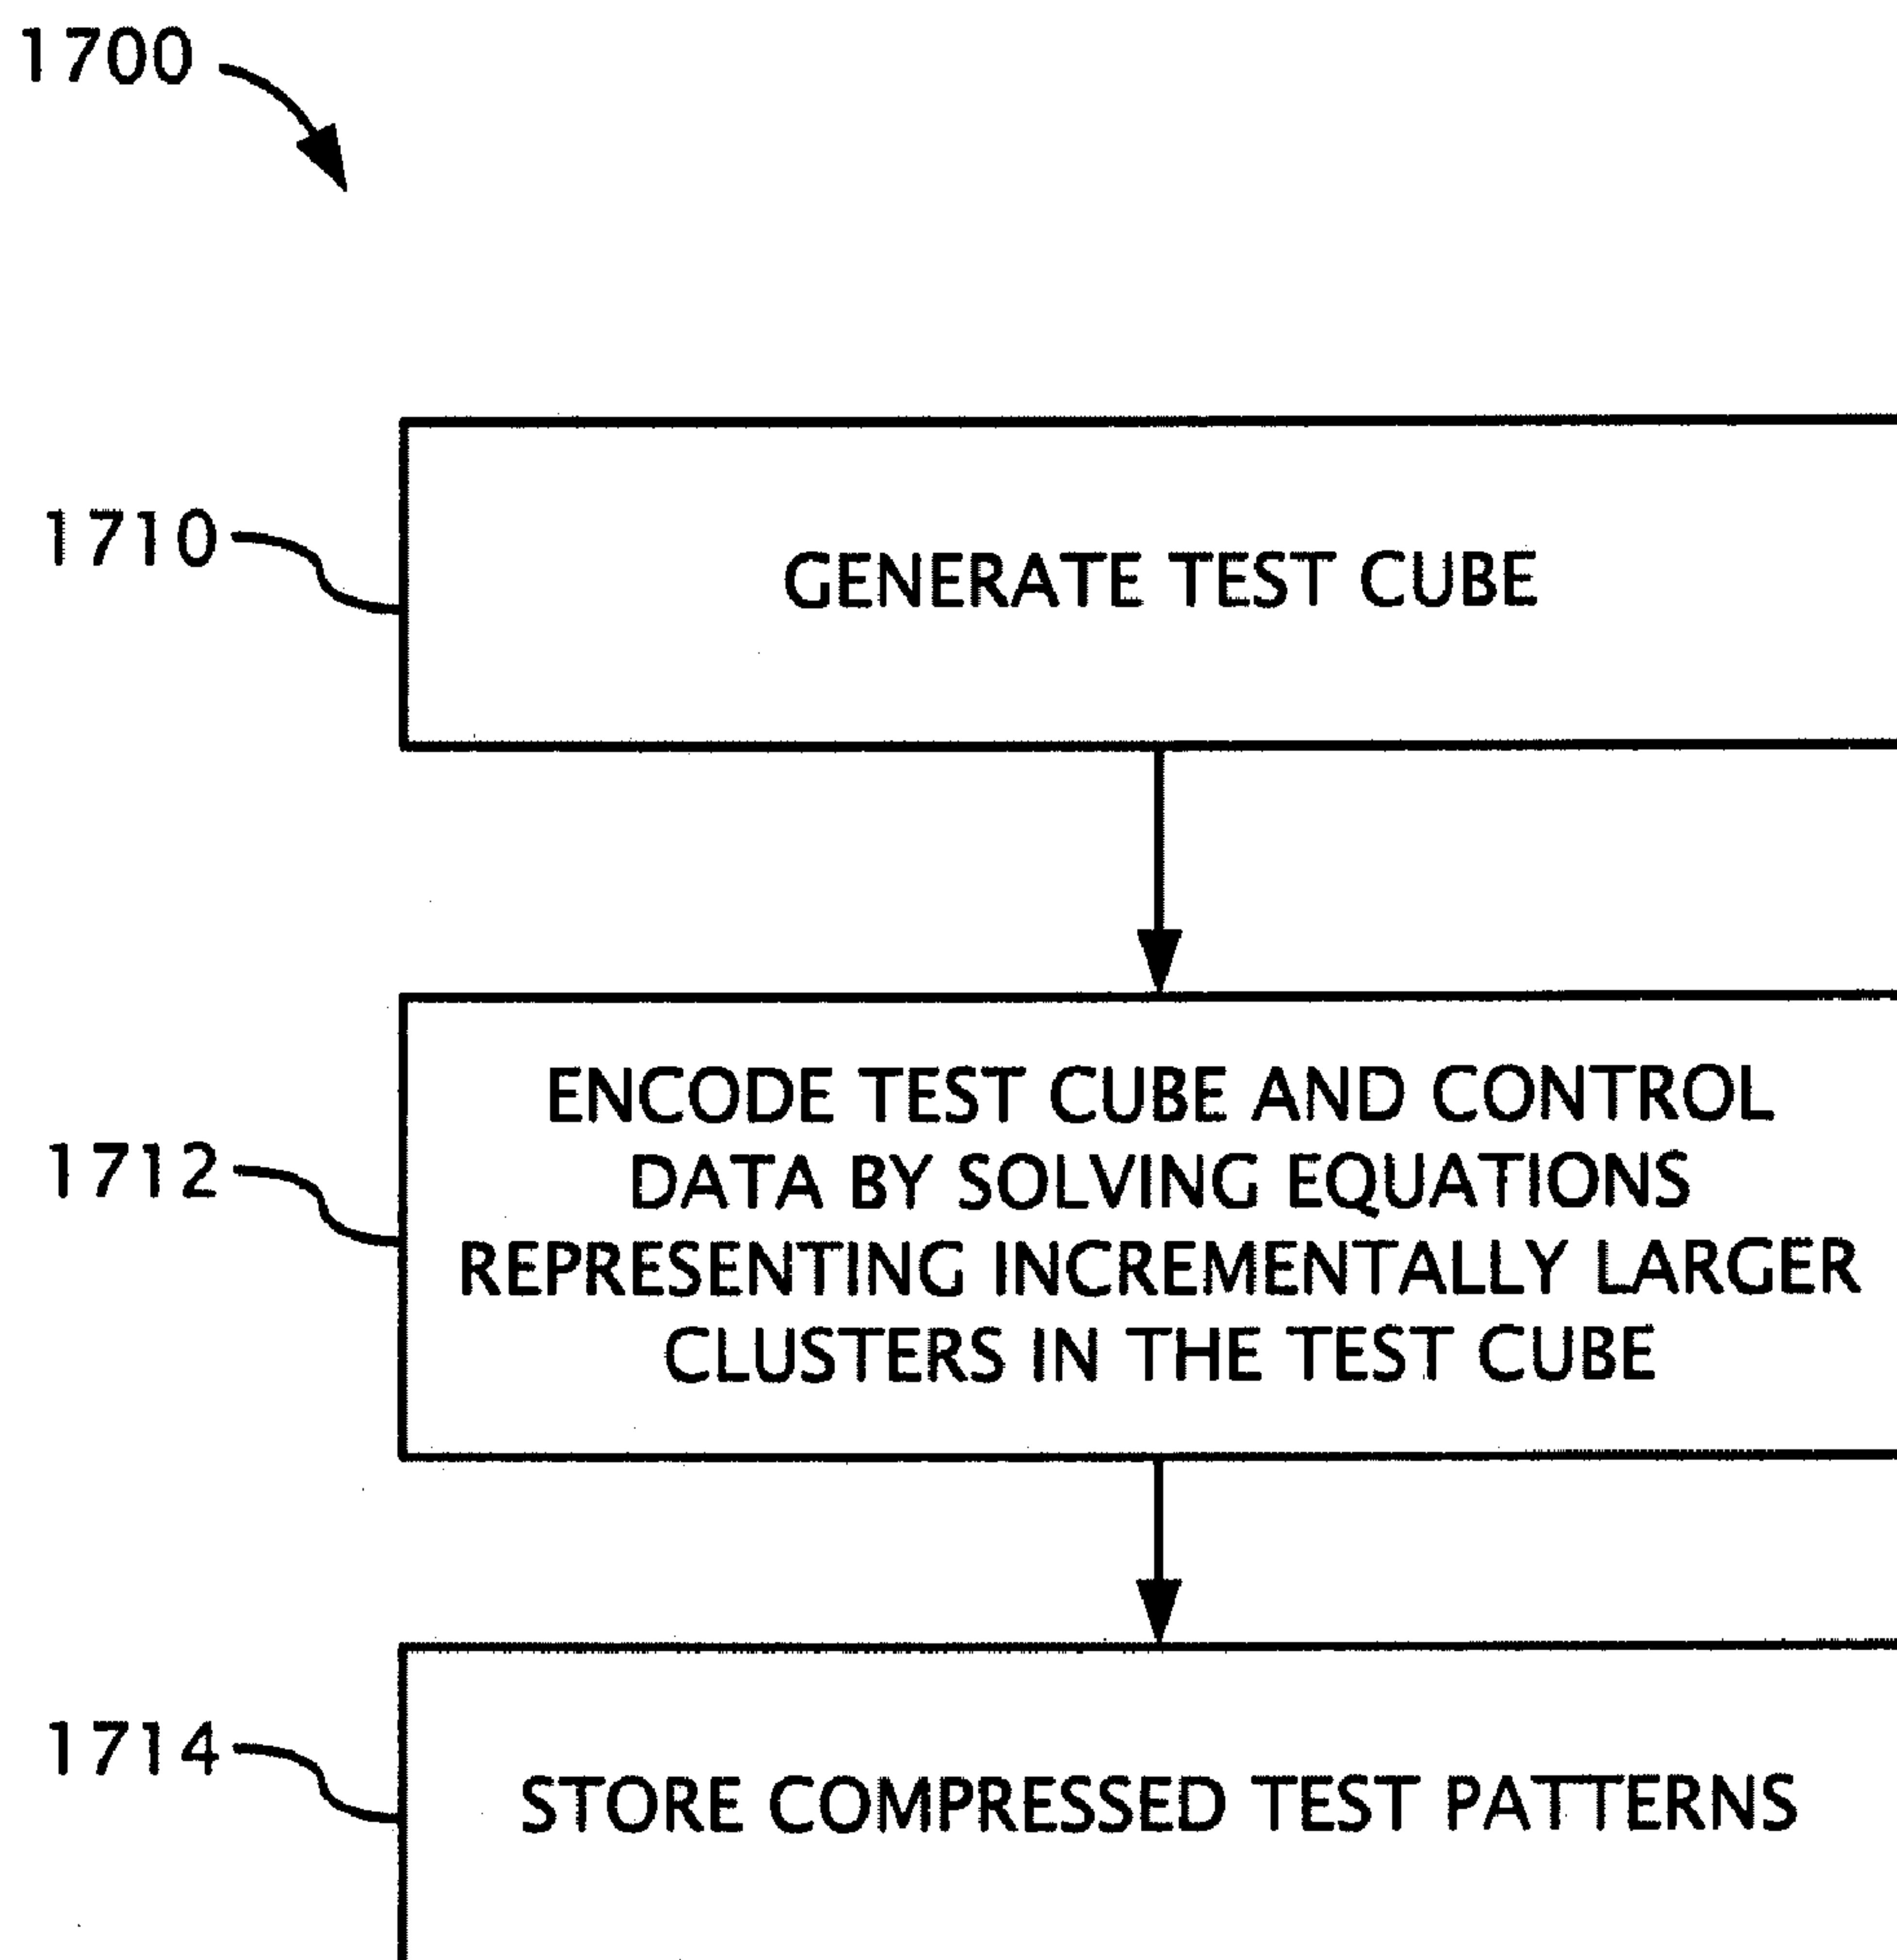 1700
1710
GENERATE TEST CUBE
1712
ENCODE TEST CUBE AND CONTROL
DATA BY SOLVING EQUATIONS
REPRESENTING INCREMENTALLY LARGER
CLUSTERS IN THE TEST CUBE
1714
STORE COMPRESSED TEST PATTERNS